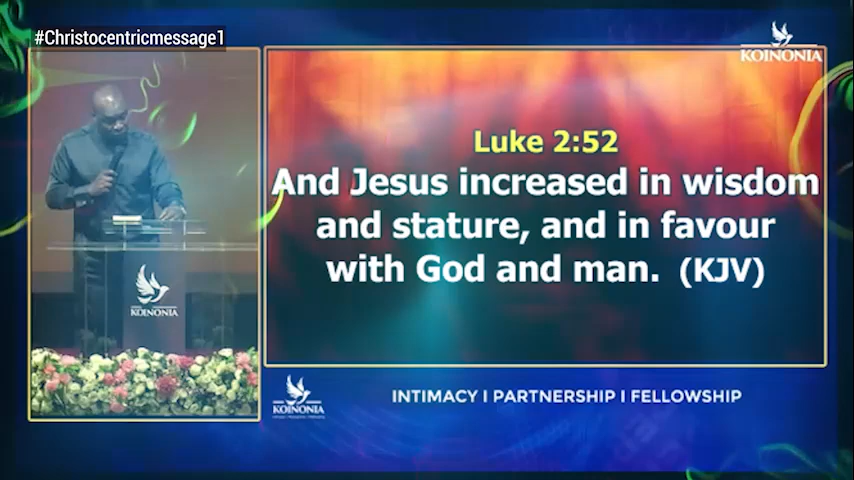 #Christocentricmessage1
KOINONIA
Luke 2:52
And Jesus increased in wisdom
and stature, and in favour
with God and man. (KJV)
KOINONIA
KOINONIA
INTIMACY I PARTNERSHIP I FELLOWSHIP